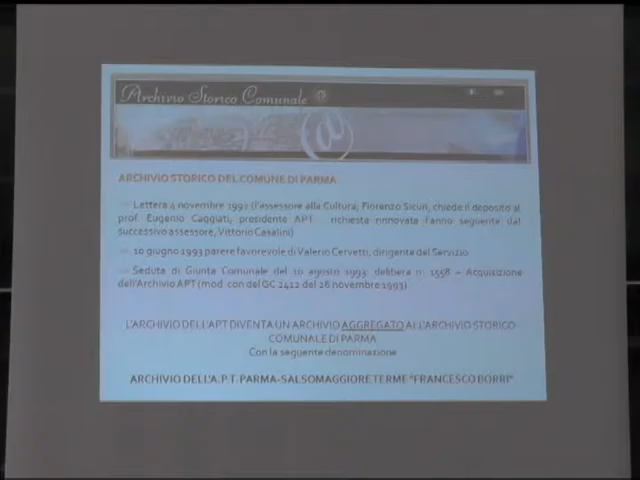 Archivio Storico Comunale
@
ARCHIVIO STORICO DEL COMUNE DI PARMA
Lettera 4 novembre 1992 (l'assessore alla Cultura, Fiorenzo Sicuri, chiede il deposito al
prof. Eugenio Caggiati, presidente APT richiesta rinnovata l'anno seguente dal
successivo assessore, Vittorio Casalini)
10 giugno 1993 parere favorevole di Valerio Cervetti, dirigente del Servizio
Seduta di Giunta Comunale del 10 agosto 1993: delibera n. 1558 – Acquisizione
dell'Archivio APT (mod. con del GC 2412 del 28 novembre 1993)
L'ARCHIVIO DELL'APT DIVENTA UN ARCHIVIO AGGREGATO ALL'ARCHIVIO STORICO
COMUNALE DI PARMA
Con la seguente denominazione
ARCHIVIO DELL'A.P.T. PARMA-SALSOMAGGIORE TERME "FRANCESCO BORRI"